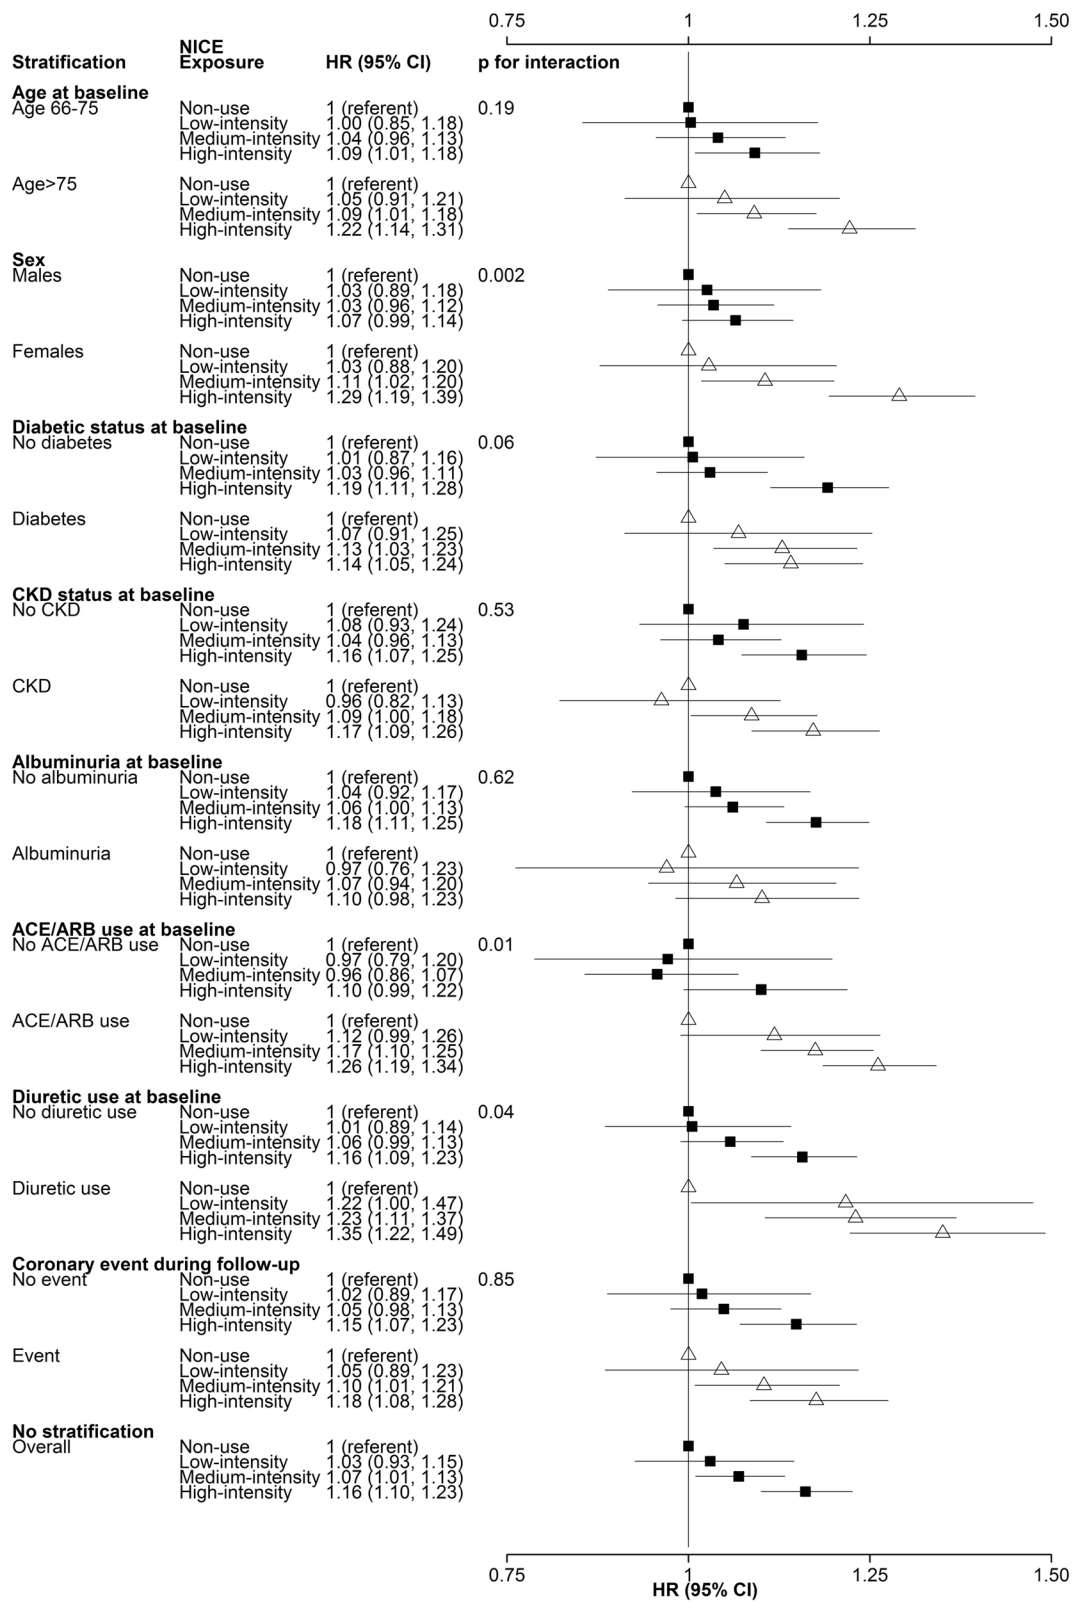 0.75 1 1.25 1.50
NICE
Stratification Exposure HR (95% CI) p for interaction
Age at baseline
Age 66-75 Non-use 1 (referent) 0.19
Low-intensity 1.00 (0.85, 1.18)
Medium-intensity 1.04 (0.96, 1.13)
High-intensity 1.09 (1.01, 1.18)
Age>75 Non-use 1 (referent)
Low-intensity 1.05 (0.91, 1.21)
Medium-intensity 1.09 (1.01, 1.18)
High-intensity 1.22 (1.14, 1.31)
Sex
Males Non-use 1 (referent) 0.002
Low-intensity 1.03 (0.89, 1.18)
Medium-intensity 1.03 (0.96, 1.12)
High-intensity 1.07 (0.99, 1.14)
Females Non-use 1 (referent)
Low-intensity 1.03 (0.88, 1.20)
Medium-intensity 1.11 (1.02, 1.20)
High-intensity 1.29 (1.19, 1.39)
Diabetic status at baseline
No diabetes Non-use 1 (referent) 0.06
Low-intensity 1.01 (0.87, 1.16)
Medium-intensity 1.03 (0.96, 1.11)
High-intensity 1.19 (1.11, 1.28)
Diabetes Non-use 1 (referent)
Low-intensity 1.07 (0.91, 1.25)
Medium-intensity 1.13 (1.03, 1.23)
High-intensity 1.14 (1.05, 1.24)
CKD status at baseline
No CKD Non-use 1 (referent) 0.53
Low-intensity 1.08 (0.93, 1.24)
Medium-intensity 1.04 (0.96, 1.13)
High-intensity 1.16 (1.07, 1.25)
CKD Non-use 1 (referent)
Low-intensity 0.96 (0.82, 1.13)
Medium-intensity 1.09 (1.00, 1.18)
High-intensity 1.17 (1.09, 1.26)
Albuminuria at baseline
No albuminuria Non-use 1 (referent) 0.62
Low-intensity 1.04 (0.92, 1.17)
Medium-intensity 1.06 (1.00, 1.13)
High-intensity 1.18 (1.11, 1.25)
Albuminuria Non-use 1 (referent)
Low-intensity 0.97 (0.76, 1.23)
Medium-intensity 1.07 (0.94, 1.20)
High-intensity 1.10 (0.98, 1.23)
ACE/ARB use at baseline
No ACE/ARB use Non-use 1 (referent) 0.01
Low-intensity 0.97 (0.79, 1.20)
Medium-intensity 0.96 (0.86, 1.07)
High-intensity 1.10 (0.99, 1.22)
ACE/ARB use Non-use 1 (referent)
Low-intensity 1.12 (0.99, 1.26)
Medium-intensity 1.17 (1.10, 1.25)
High-intensity 1.26 (1.19, 1.34)
Diuretic use at baseline
No diuretic use Non-use 1 (referent) 0.04
Low-intensity 1.01 (0.89, 1.14)
Medium-intensity 1.06 (0.99, 1.13)
High-intensity 1.16 (1.09, 1.23)
Diuretic use Non-use 1 (referent)
Low-intensity 1.22 (1.00, 1.47)
Medium-intensity 1.23 (1.11, 1.37)
High-intensity 1.35 (1.22, 1.49)
Coronary event during follow-up
No event Non-use 1 (referent) 0.85
Low-intensity 1.02 (0.89, 1.17)
Medium-intensity 1.05 (0.98, 1.13)
High-intensity 1.15 (1.07, 1.23)
Event Non-use 1 (referent)
Low-intensity 1.05 (0.89, 1.23)
Medium-intensity 1.10 (1.01, 1.21)
High-intensity 1.18 (1.08, 1.28)
No stratification
Overall Non-use 1 (referent)
Low-intensity 1.03 (0.93, 1.15)
Medium-intensity 1.07 (1.01, 1.13)
High-intensity 1.16 (1.10, 1.23)
0.75 1 1.25 1.50
HR (95% CI)